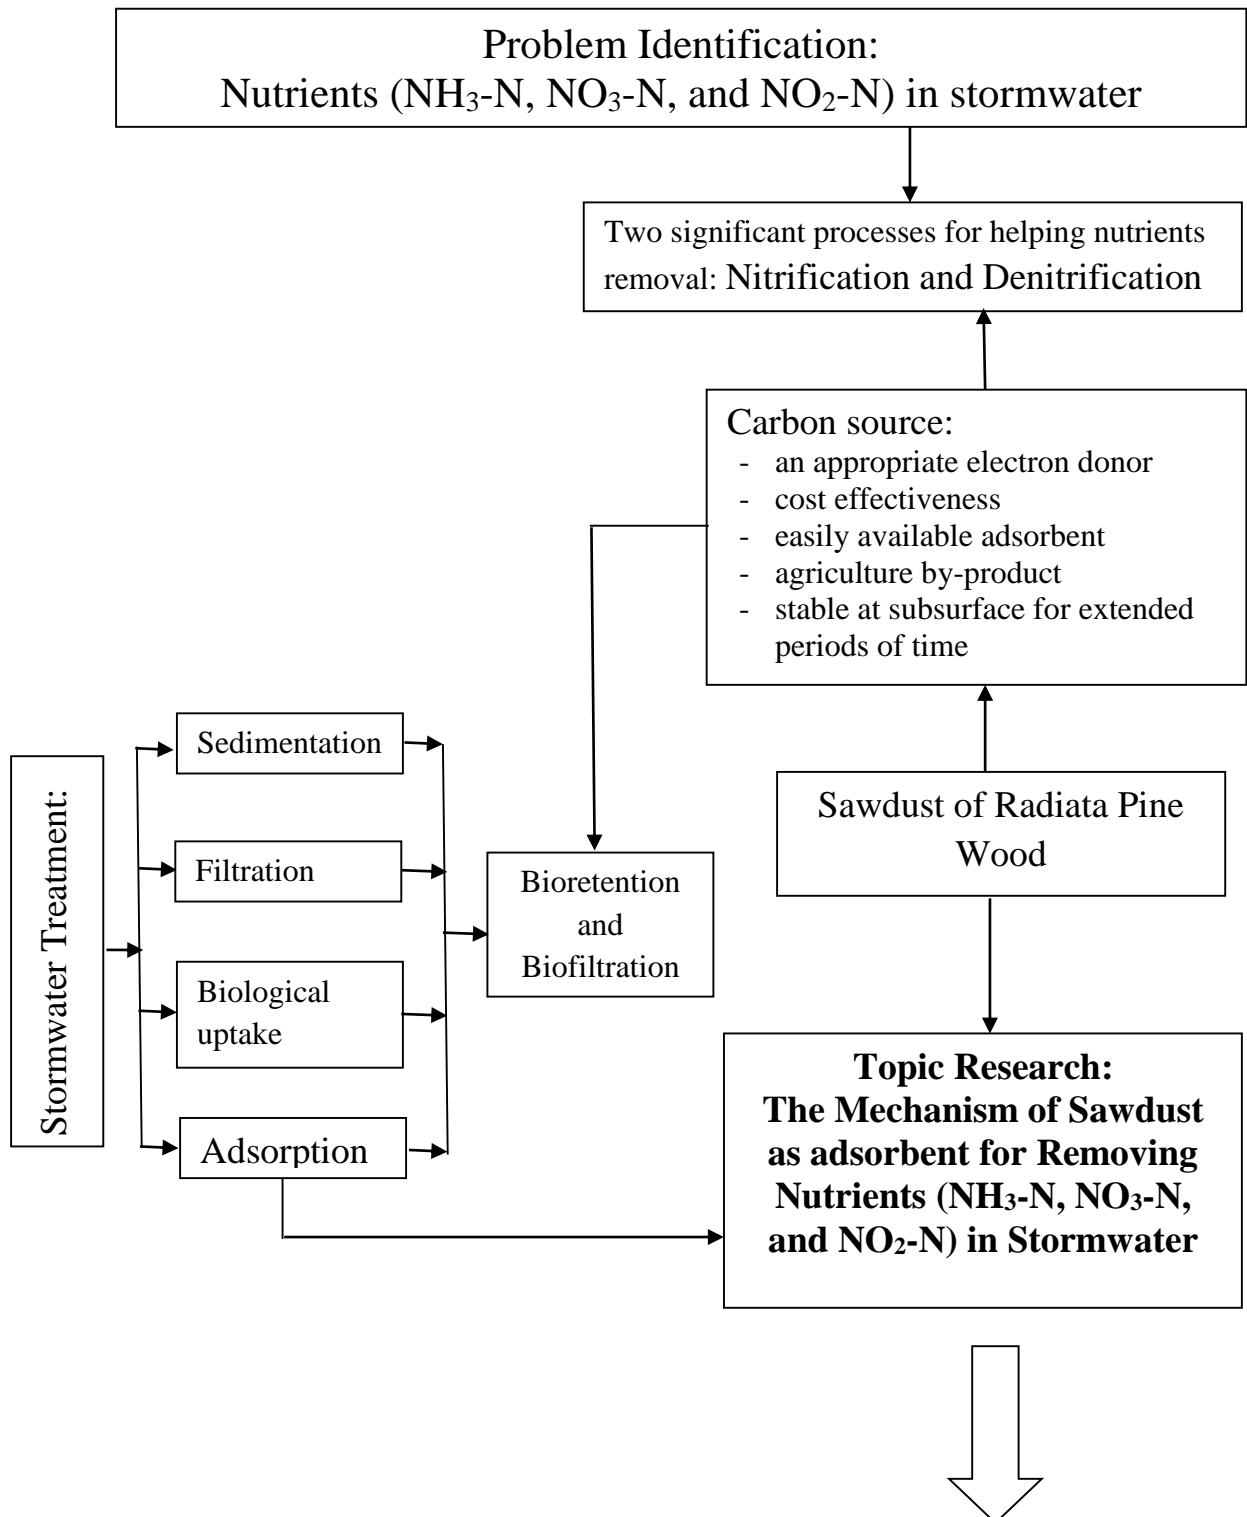 Problem Identification:
Nutrients (NH₃-N, NO₃-N, and NO₂-N) in stormwater
Two significant processes for helping nutrients
removal: Nitrification and Denitrification
Carbon source:
- an appropriate electron donor
- cost effectiveness
- easily available adsorbent
- agriculture by-product
- stable at subsurface for extended
periods of time
Sawdust of Radiata Pine
Wood
Stormwater Treatment:
Sedimentation
Filtration
Biological
uptake
Adsorption
Bioretention
and
Biofiltration
Topic Research:
The Mechanism of Sawdust
as adsorbent for Removing
Nutrients (NH₃-N, NO₃-N,
and NO₂-N) in Stormwater